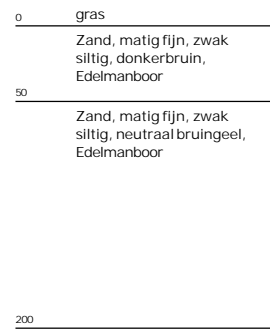 0 gras
Zand, matig fijn, zwak
siltig, donkerbruin,
Edelmanboor
50
Zand, matig fijn, zwak
siltig, neutraal bruingeel,
Edelmanboor
200